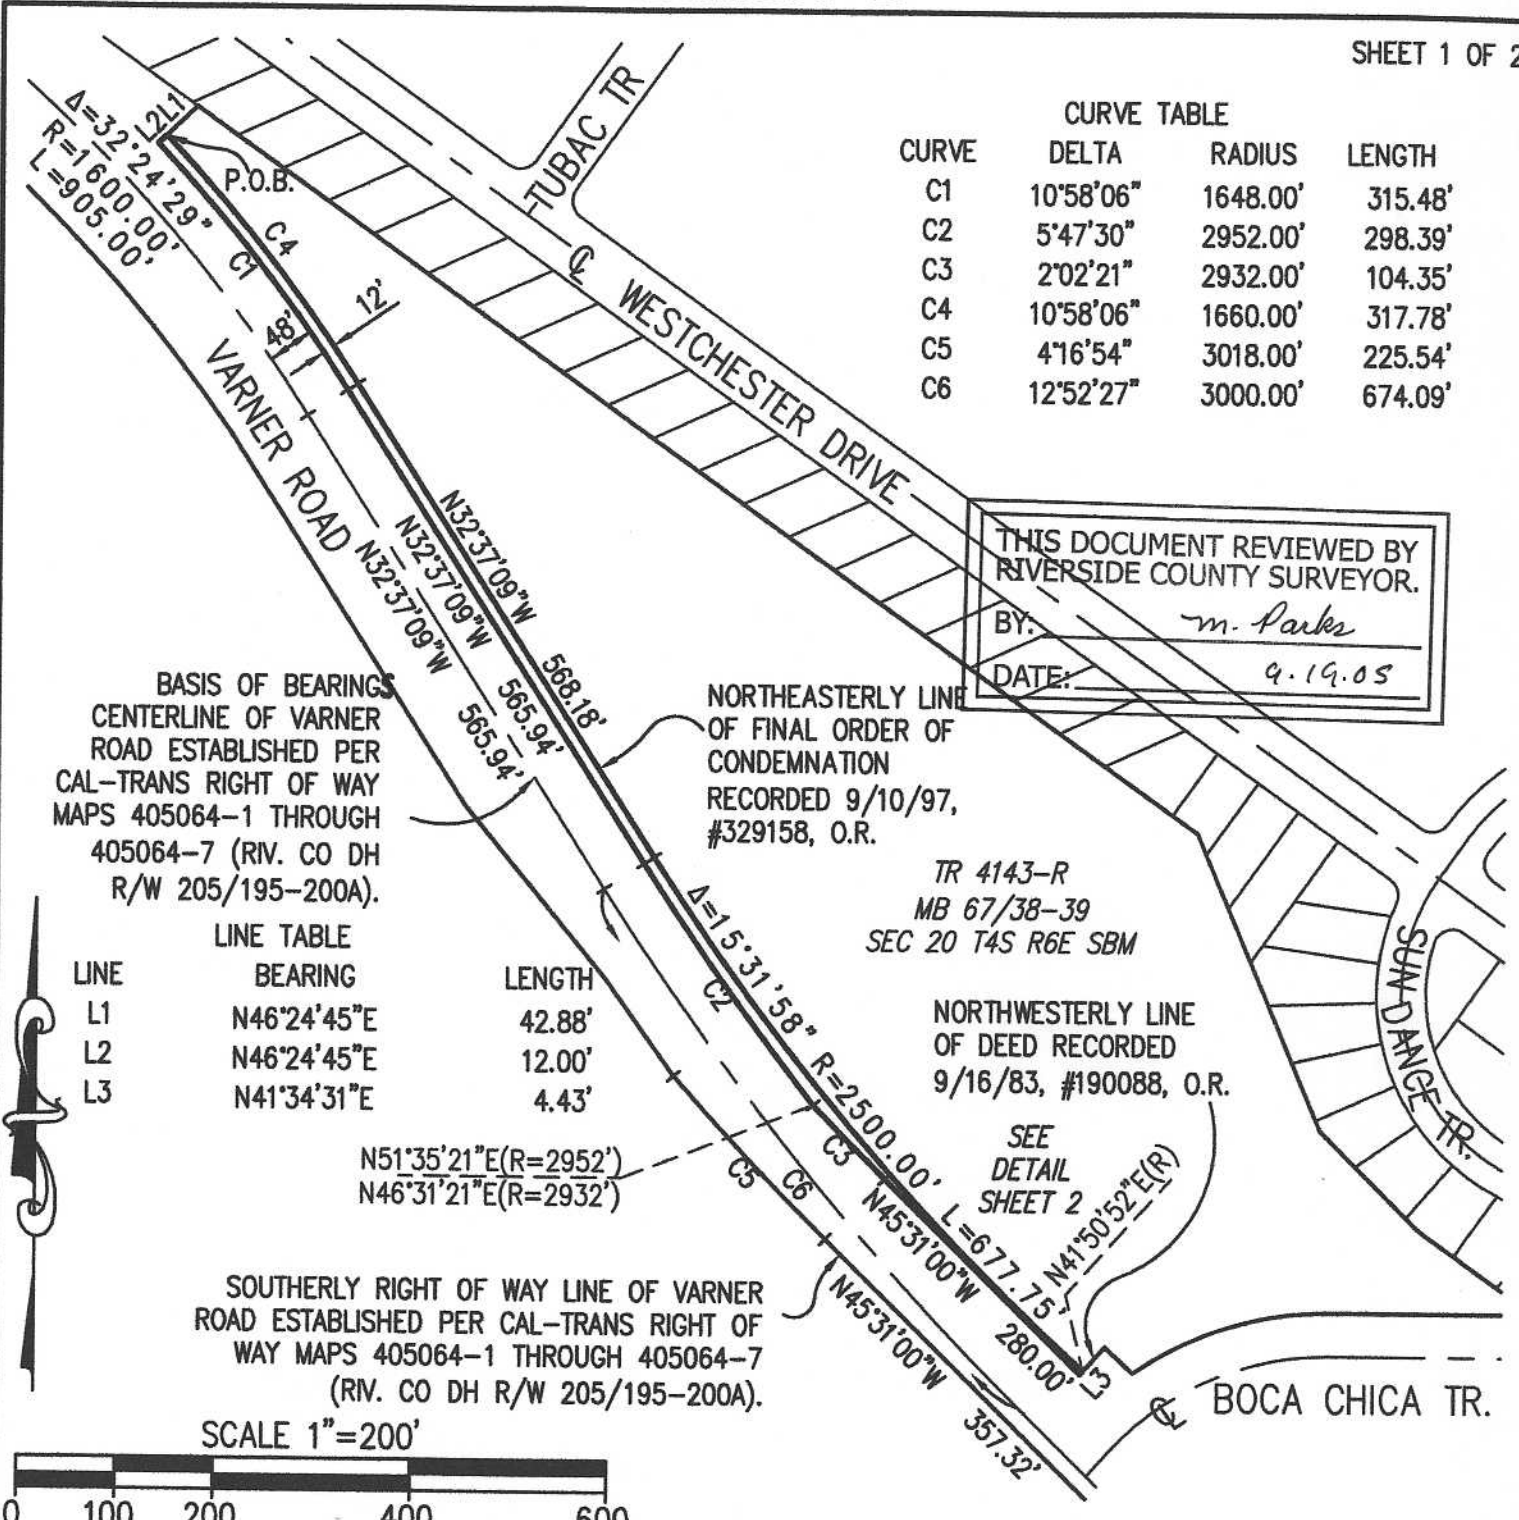 SHEET 1 OF 2
CURVE TABLE
CURVE DELTA RADIUS LENGTH
C1 10°58'06" 1648.00' 315.48'
C2 5°47'30" 2952.00' 298.39'
C3 2°02'21" 2932.00' 104.35'
C4 10°58'06" 1660.00' 317.78'
C5 4°16'54" 3018.00' 225.54'
C6 12°52'27" 3000.00' 674.09'
L2
L1
Δ=32°24'29"
R=1600.00'
L=905.00'
P.O.B.
TUBAC TR
C4
C1
12'
48'
℄ WESTCHESTER DRIVE
VARNER ROAD
THIS DOCUMENT REVIEWED BY
RIVERSIDE COUNTY SURVEYOR.
BY: M. Parks
DATE: 9.19.05
N32°37'09"W 568.18'
N32°37'09"W 565.94'
N32°37'09"W 565.94'
BASIS OF BEARINGS
CENTERLINE OF VARNER
ROAD ESTABLISHED PER
CAL-TRANS RIGHT OF WAY
MAPS 405064-1 THROUGH
405064-7 (RIV. CO DH
R/W 205/195-200A).
NORTHEASTERLY LINE
OF FINAL ORDER OF
CONDEMNATION
RECORDED 9/10/97,
#329158, O.R.
TR 4143-R
MB 67/38-39
SEC 20 T4S R6E SBM
SUN DANCE TR.
LINE TABLE
LINE BEARING LENGTH
L1 N46°24'45"E 42.88'
L2 N46°24'45"E 12.00'
L3 N41°34'31"E 4.43'
Δ=15°31'58" R=2500.00' L=677.75'
C2
NORTHWESTERLY LINE
OF DEED RECORDED
9/16/83, #190088, O.R.
SEE
DETAIL
SHEET 2
N51°35'21"E(R=2952')
N46°31'21"E(R=2932')
C3
C5
C6
N41°50'52"E(R)
N45°31'00"W 280.00'
L3
N45°31'00"W 357.32'
SOUTHERLY RIGHT OF WAY LINE OF VARNER
ROAD ESTABLISHED PER CAL-TRANS RIGHT OF
WAY MAPS 405064-1 THROUGH 405064-7
(RIV. CO DH R/W 205/195-200A).
℄ BOCA CHICA TR.
SCALE 1"=200'
0 100 200 400 600